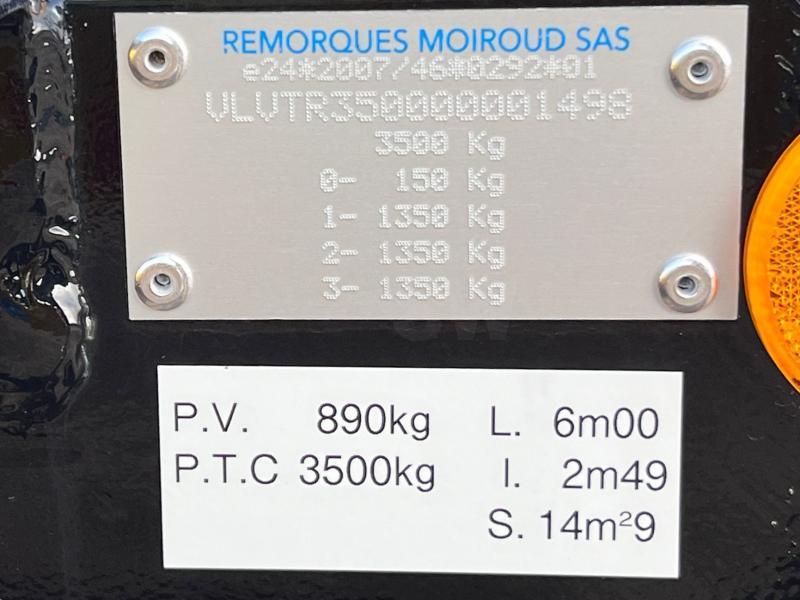 REMORQUES MOIROUD SAS
e24*2007/46*0292*01
VLVTR3500000001498
3500 Kg
0- 150 Kg
1- 1350 Kg
2- 1350 Kg
3- 1350 Kg
P.V. 890kg L. 6m00
P.T.C 3500kg l. 2m49
S. 14m²9